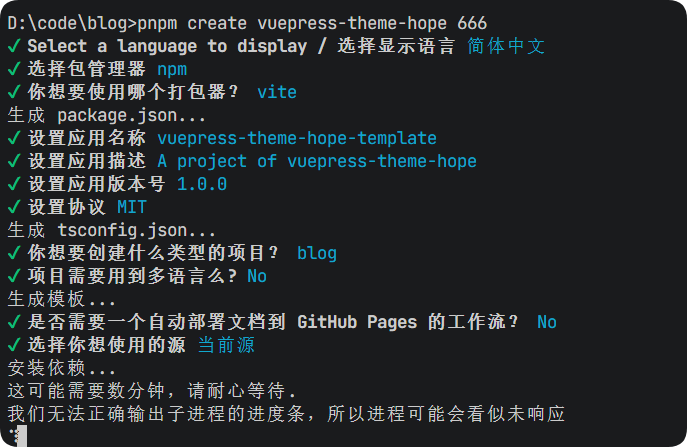 D:\code\blog>pnpm create vuepress-theme-hope 666
✔ Select a language to display / 选择显示语言 简体中文
✔ 选择包管理器 npm
✔ 你想要使用哪个打包器？ vite
生成 package.json...
✔ 设置应用名称 vuepress-theme-hope-template
✔ 设置应用描述 A project of vuepress-theme-hope
✔ 设置应用版本号 1.0.0
✔ 设置协议 MIT
生成 tsconfig.json...
✔ 你想要创建什么类型的项目？ blog
✔ 项目需要用到多语言么? No
生成模板...
✔ 是否需要一个自动部署文档到 GitHub Pages 的工作流？ No
✔ 选择你想使用的源 当前源
安装依赖...
这可能需要数分钟，请耐心等待.
我们无法正确输出子进程的进度条，所以进程可能会看似未响应